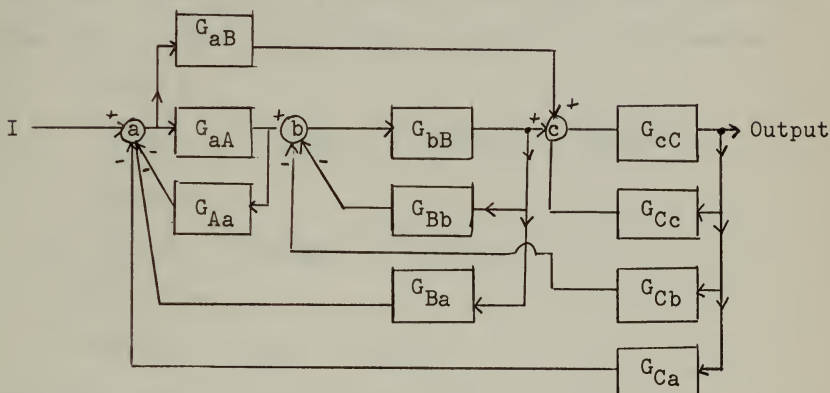 G_aB
I + a G_aA + b G_bB + c + G_cC Output
- - - G_Aa - - G_Bb G_Cc
G_Ba G_Cb
G_Ca